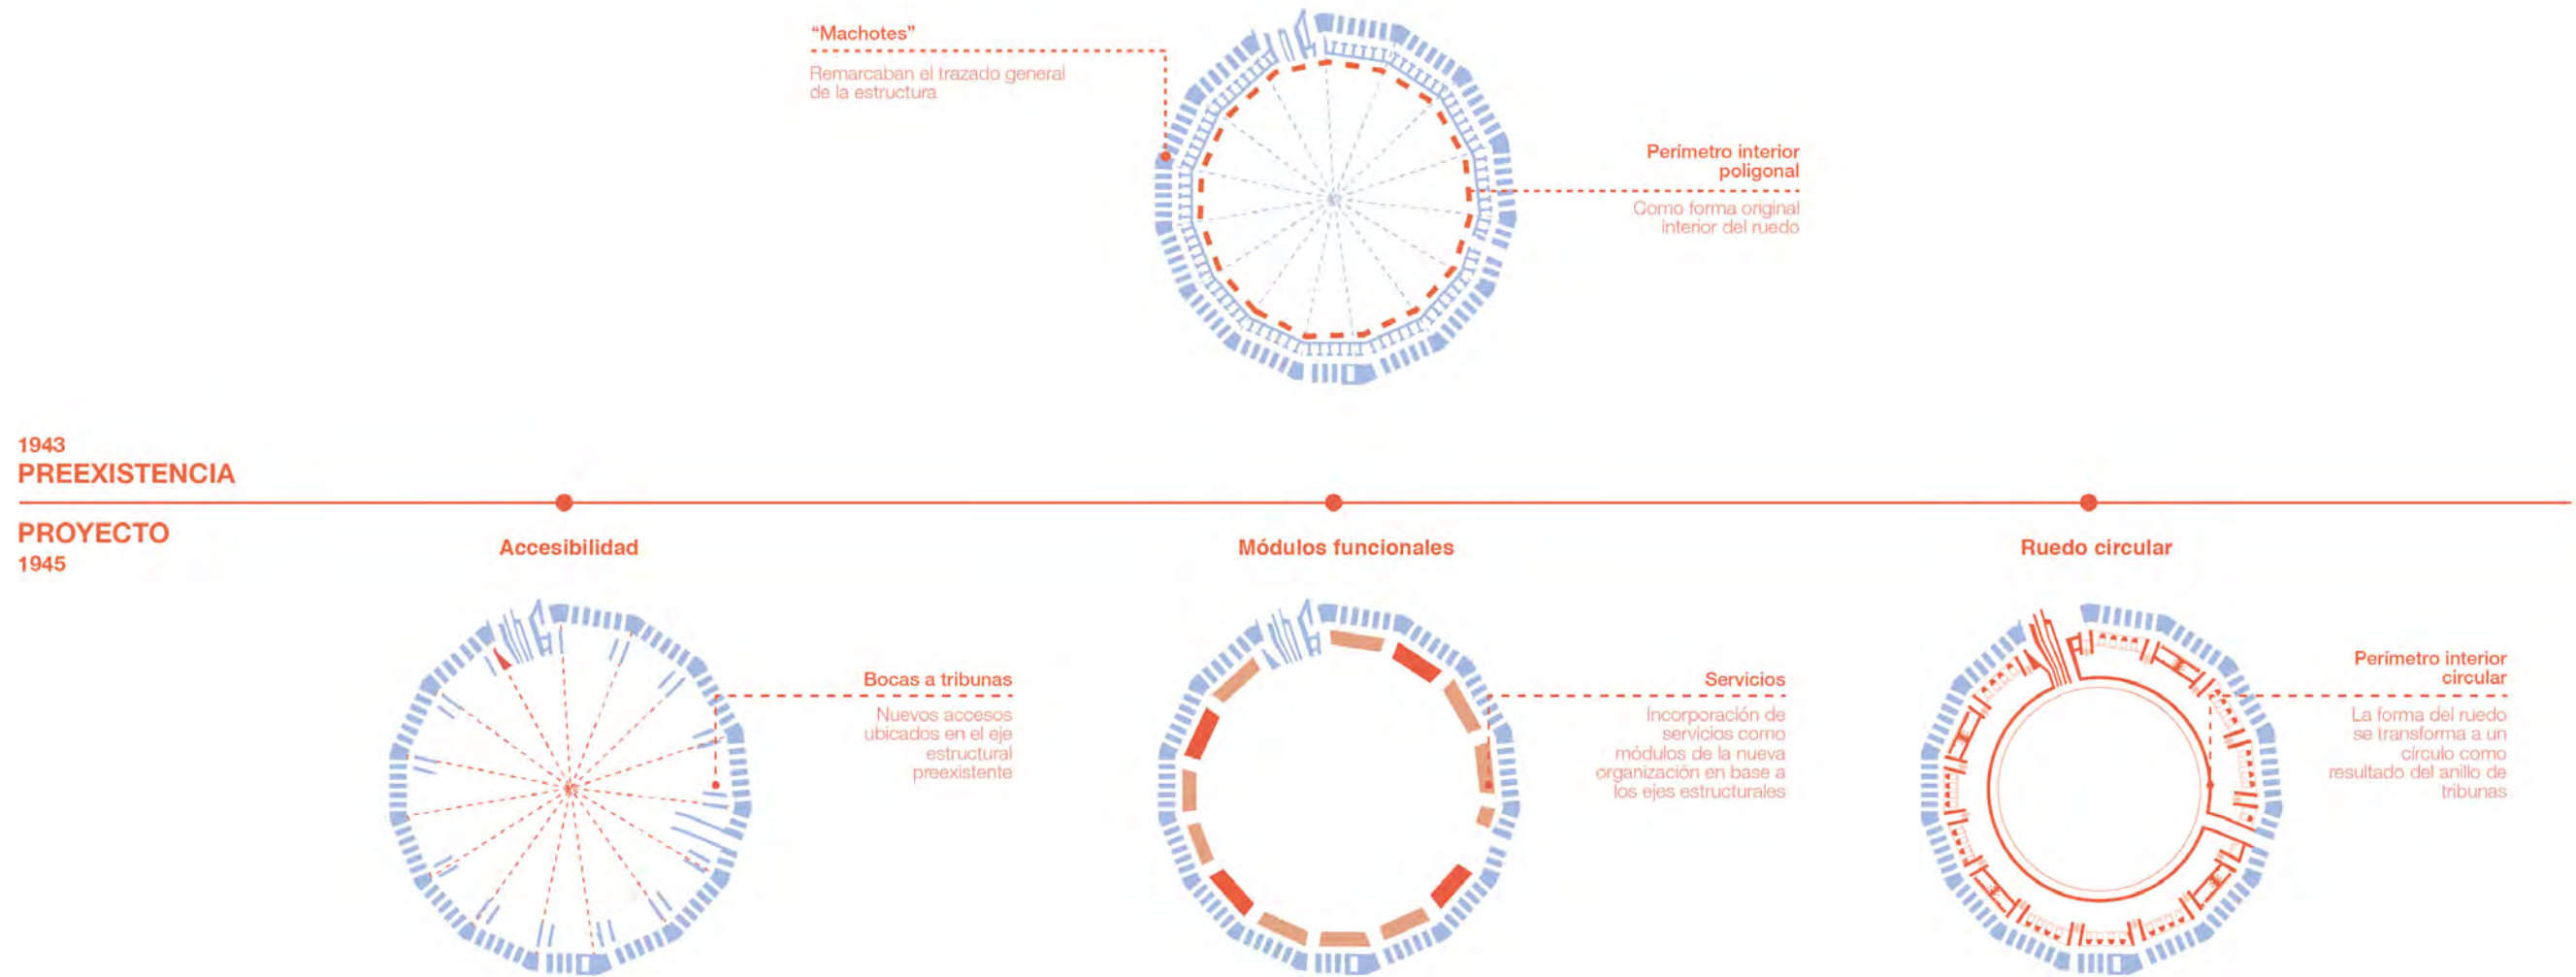 “Machotes”
Remarcaban el trazado general
de la estructura
Perímetro interior
poligonal
Como forma original
interior del ruedo
1943
PREEXISTENCIA
PROYECTO
1945
Accesibilidad
Bocas a tribunas
Nuevos accesos
ubicados en el eje
estructural
preexistente
Módulos funcionales
Servicios
Incorporación de
servicios como
módulos de la nueva
organización en base a
los ejes estructurales
Ruedo circular
Perímetro interior
circular
La forma del ruedo
se transforma a un
círculo como
resultado del anillo de
tribunas